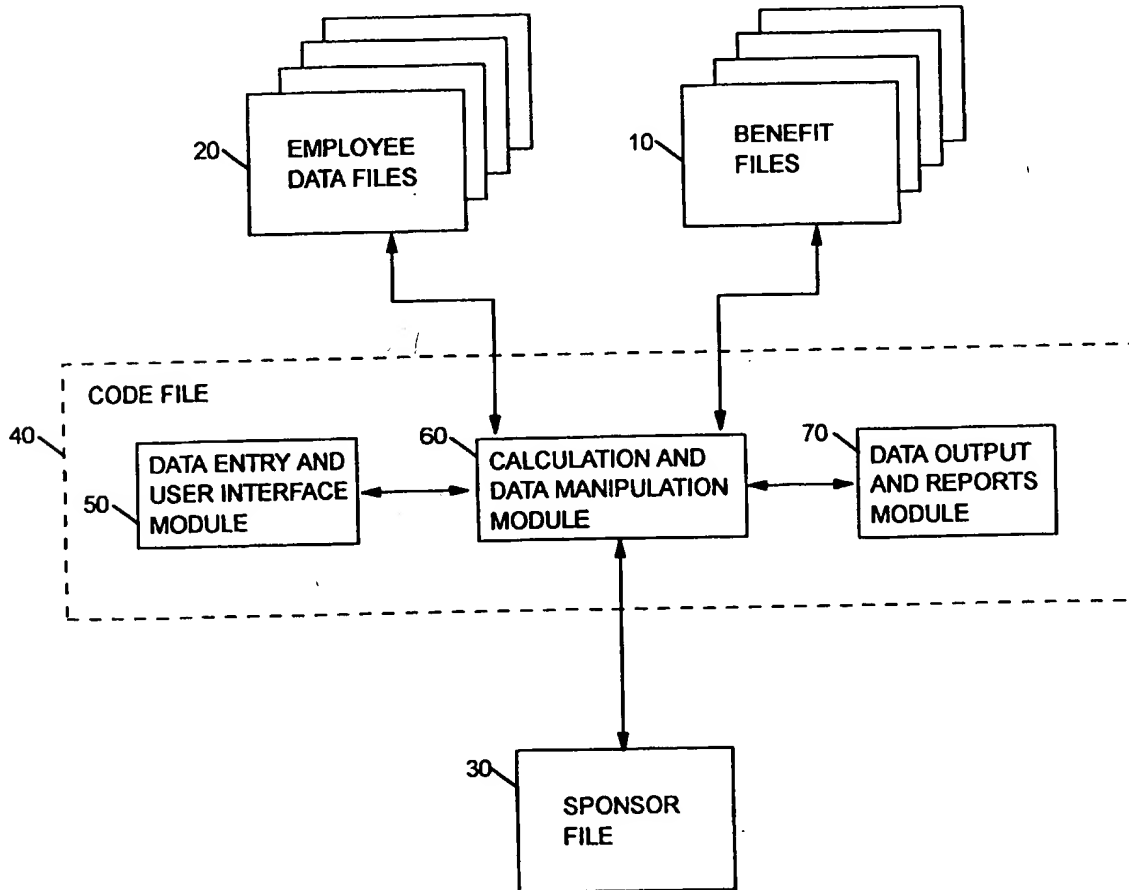 20
EMPLOYEE
DATA FILES
10
BENEFIT
FILES
CODE FILE
40
50
DATA ENTRY AND
USER INTERFACE
MODULE
60
CALCULATION AND
DATA MANIPULATION
MODULE
70
DATA OUTPUT
AND REPORTS
MODULE
30
SPONSOR
FILE